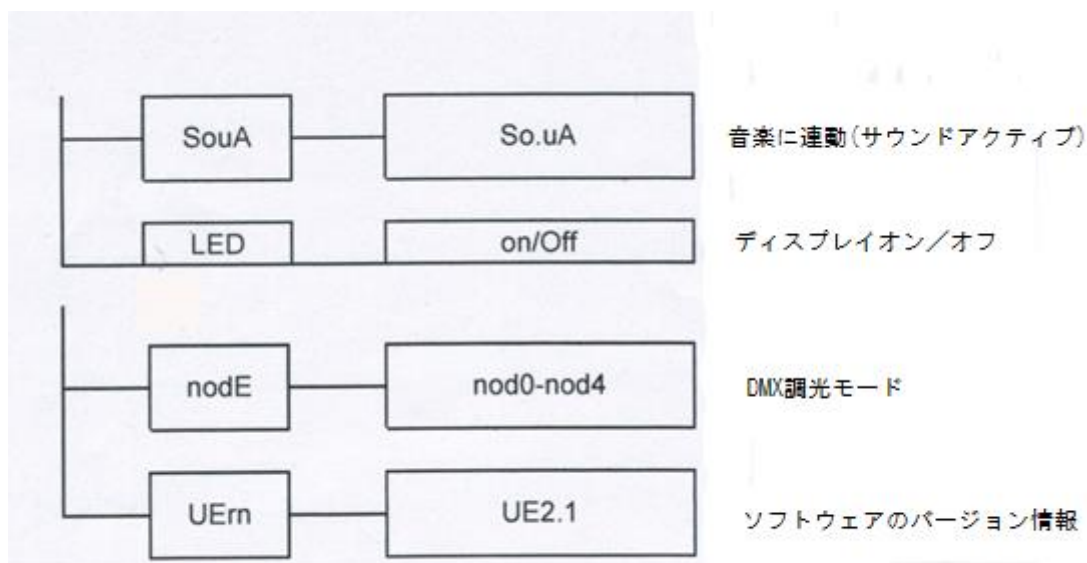 SouA So.uA 音楽に連動(サウンドアクティブ)
LED on/Off ディスプレイオン／オフ
nodE nod0-nod4 DMX調光モード
UErn UE2.1 ソフトウェアのバージョン情報